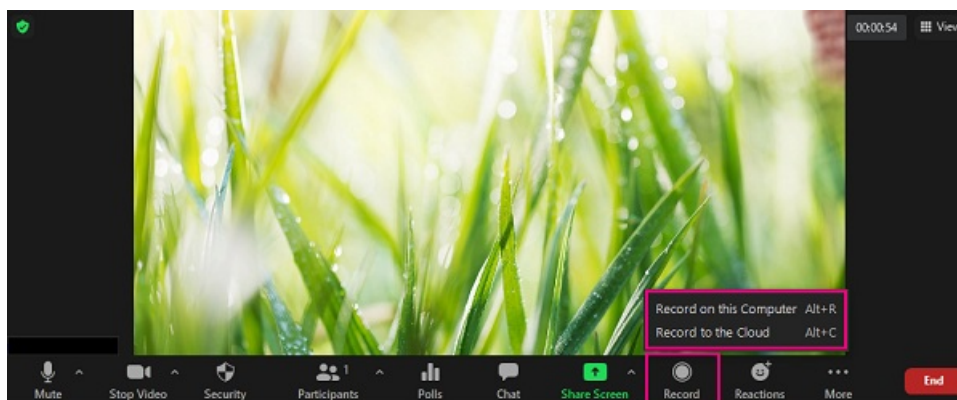 00:00:54 View
Record on this Computer Alt+R
Record to the Cloud Alt+C
1
Mute Stop Video Security Participants Polls Chat Share Screen Record Reactions More End